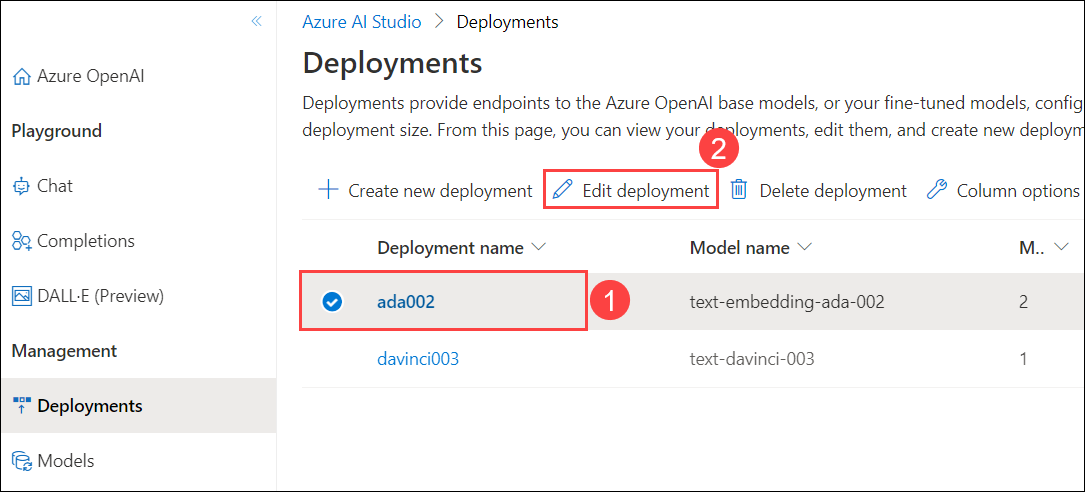 «
Azure AI Studio > Deployments
Azure OpenAI
Deployments
Deployments provide endpoints to the Azure OpenAI base models, or your fine-tuned models, config
Playground
deployment size. From this page, you can view your deployments, edit them, and create new deploym
2
Chat
Create new deployment Edit deployment Delete deployment Column options
Completions
Deployment name Model name M..
DALL·E (Preview)
ada002 1 text-embedding-ada-002 2
Management
davinci003 text-davinci-003 1
Deployments
Models